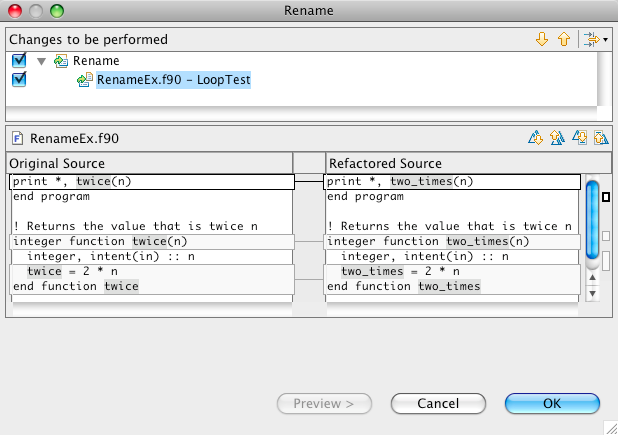 Rename
Changes to be performed
Rename
RenameEx.f90 - LoopTest
RenameEx.f90
Original Source
Refactored Source
print *, twice(n)
end program
! Returns the value that is twice n
integer function twice(n)
integer, intent(in) :: n
twice = 2 * n
end function twice
print *, two_times(n)
end program
! Returns the value that is twice n
integer function two_times(n)
integer, intent(in) :: n
two_times = 2 * n
end function two_times
Preview >
Cancel
OK